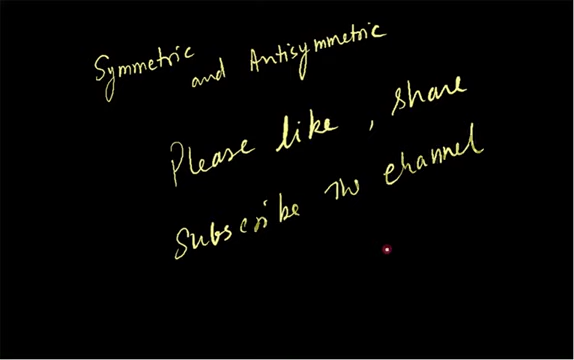 Symmetric and Antisymmetric
Please like, share
Subscribe the channel